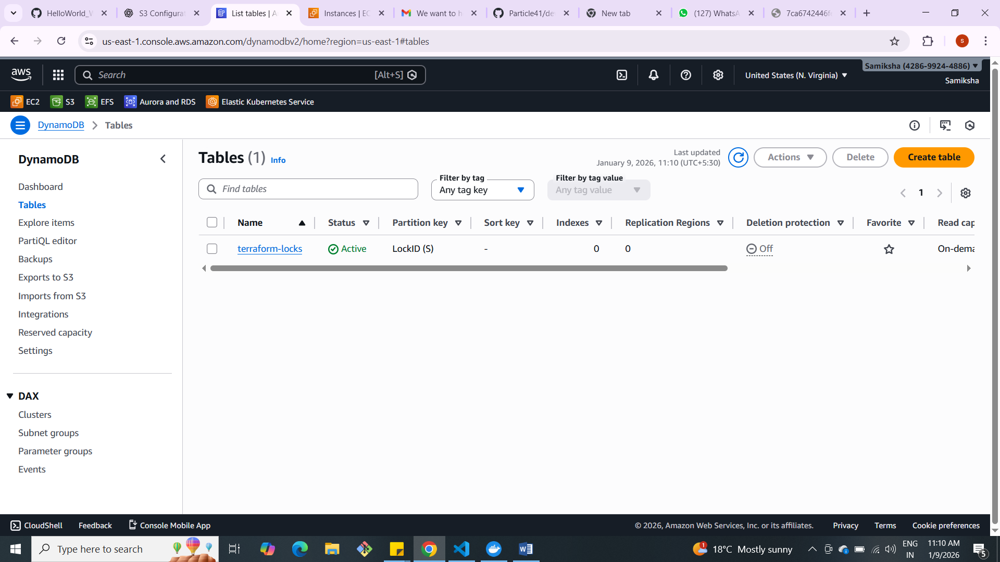 HelloWorld_W
S3 Configurat
List tables | A
Instances | EC
We want to h
Particle41/de
New tab
(127) WhatsA
7ca6742446f
us-east-1.console.aws.amazon.com/dynamodbv2/home?region=us-east-1#tables
S
aws
Search
[Alt+S]
United States (N. Virginia)
Samiksha (4286-9924-4886)
Samiksha
EC2
S3
EFS
Aurora and RDS
Elastic Kubernetes Service
DynamoDB
Tables
DynamoDB
Dashboard
Tables
Explore items
PartiQL editor
Backups
Exports to S3
Imports from S3
Integrations
Reserved capacity
Settings
DAX
Clusters
Subnet groups
Parameter groups
Events
Tables (1) Info
Last updated
January 9, 2026, 11:10 (UTC+5:30)
Actions
Delete
Create table
Find tables
Filter by tag
Any tag key
Filter by tag value
Any tag value
1
Name Status Partition key Sort key Indexes Replication Regions Deletion protection Favorite Read cap
terraform-locks Active LockID (S) - 0 0 Off On-dema
CloudShell
Feedback
Console Mobile App
© 2026, Amazon Web Services, Inc. or its affiliates.
Privacy
Terms
Cookie preferences
Type here to search
1
18°C Mostly sunny
ENG
IN
11:10 AM
1/9/2026
5